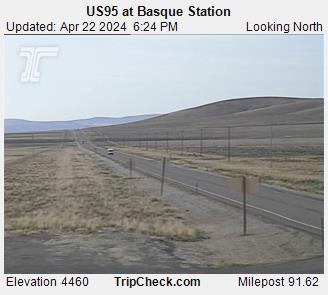 US95 at Basque Station
Updated: Apr 22 2024 6:24 PM Looking North
Elevation 4460 TripCheck.com Milepost 91.62